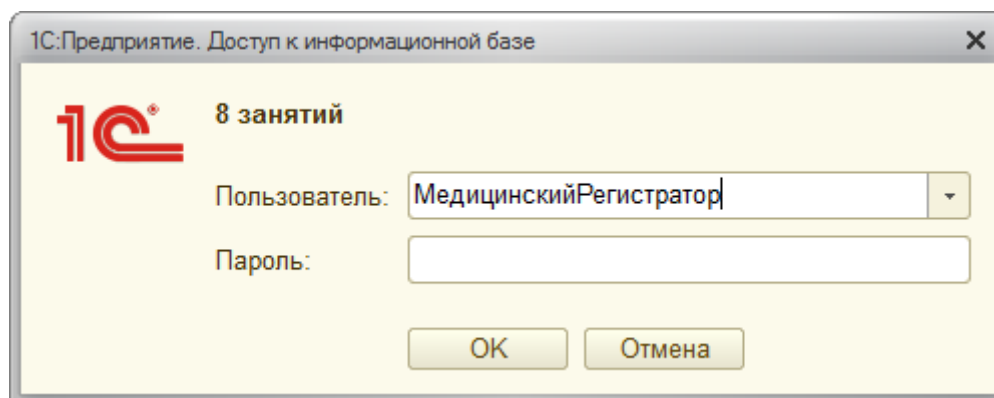 1С:Предприятие. Доступ к информационной базе
1С®
8 занятий
Пользователь: МедицинскийРегистратор
Пароль:
OK Отмена